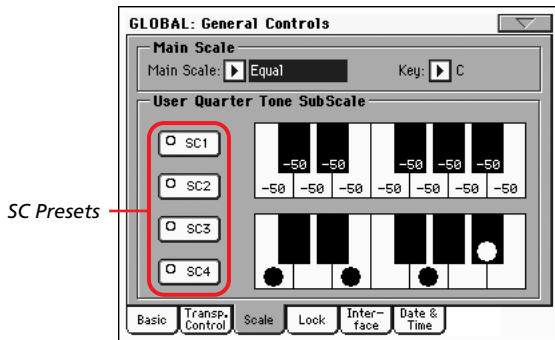 GLOBAL: General Controls
Main Scale
Main Scale: Equal Key: C
User Quarter Tone SubScale
SC1
SC2
SC3
SC4
-50 -50 -50 -50 -50
-50 -50 -50 -50 -50 -50 -50
SC Presets
Basic Transp. Control Scale Lock Inter- face Date & Time